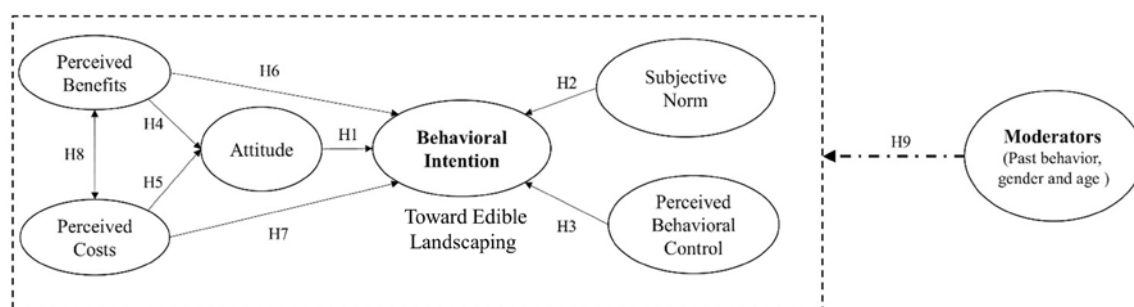 Perceived
Benefits
H6
H2
Subjective
Norm
H4
H8
Attitude
H1
Behavioral
Intention
H9
Moderators
(Past behavior,
gender and age )
H5
Perceived
Costs
H7
Toward Edible
Landscaping
H3
Perceived
Behavioral
Control